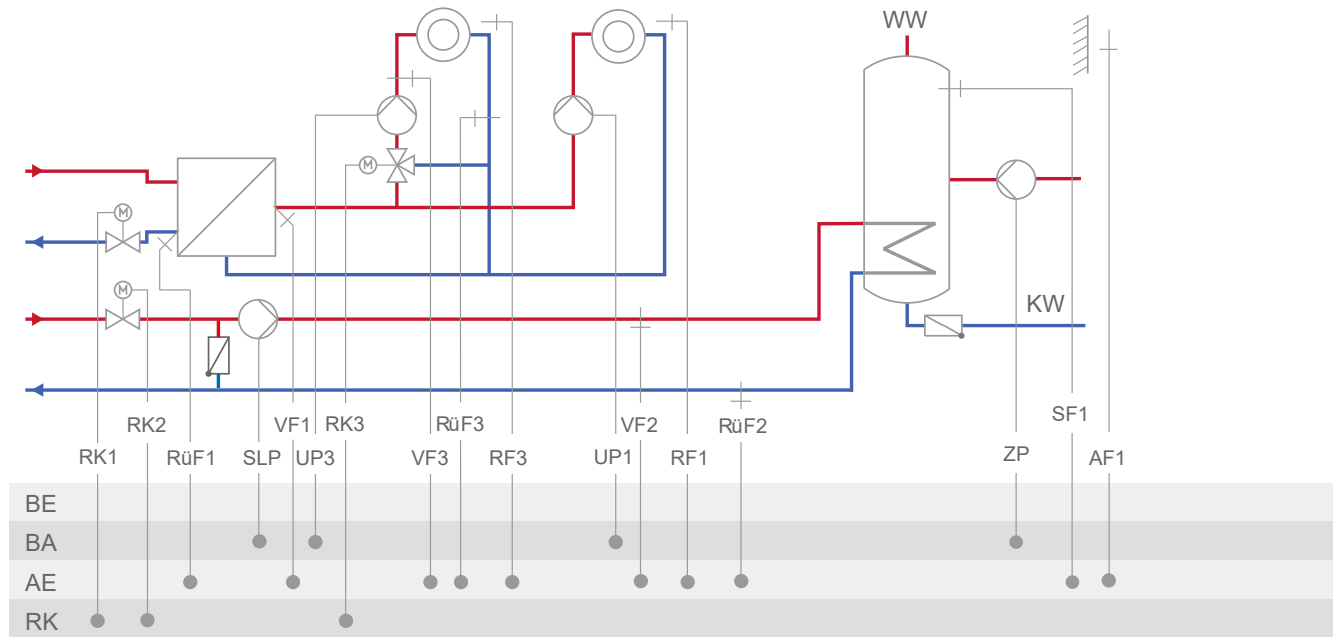 WW
M
M
M
KW
RK2
VF1
RK3
RüF3
VF2
RüF2
SF1
RK1
RüF1
SLP
UP3
VF3
RF3
UP1
RF1
ZP
AF1
BE
BA
AE
RK